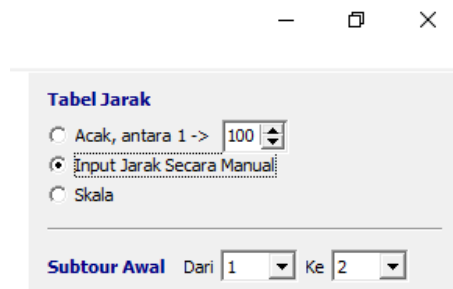 Tabel Jarak
Acak, antara 1 -> 100
Input Jarak Secara Manual
Skala
Subtour Awal Dari 1 Ke 2